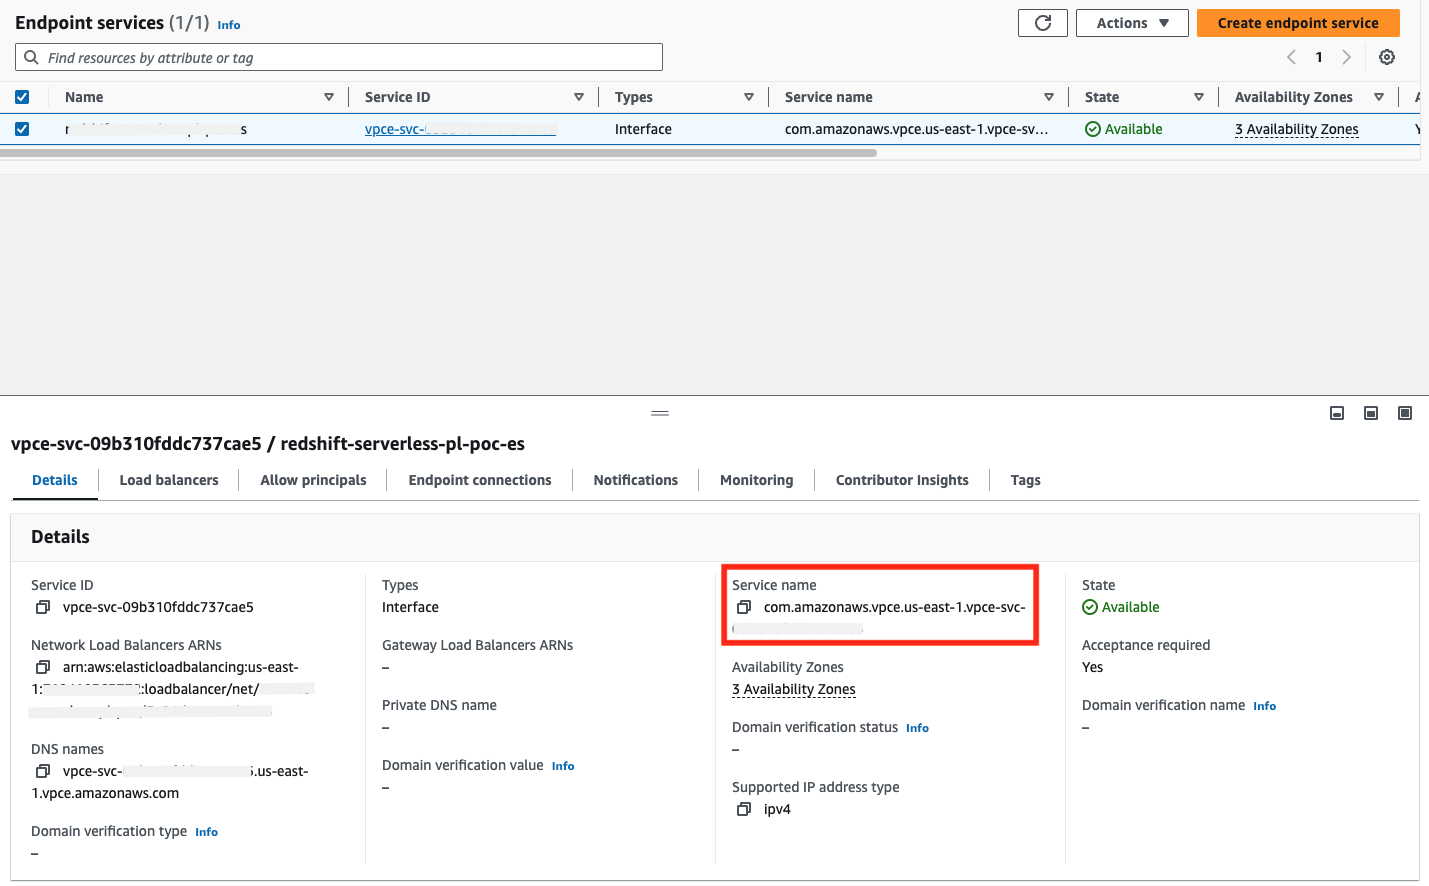 Endpoint services (1/1) Info
Actions
Create endpoint service
Find resources by attribute or tag
1
Name
Service ID
Types
Service name
State
Availability Zones
vpce-svc-
Interface
com.amazonaws.vpce.us-east-1.vpce-sv...
Available
3 Availability Zones
vpce-svc-09b310fddc737cae5 / redshift-serverless-pl-poc-es
Details
Load balancers
Allow principals
Endpoint connections
Notifications
Monitoring
Contributor Insights
Tags
Details
Service ID
vpce-svc-09b310fddc737cae5
Network Load Balancers ARNs
arn:aws:elasticloadbalancing:us-east-
1: :loadbalancer/net/
DNS names
vpce-svc- .us-east-
1.vpce.amazonaws.com
Domain verification type Info
–
Types
Interface
Gateway Load Balancers ARNs
–
Private DNS name
–
Domain verification value Info
–
Service name
com.amazonaws.vpce.us-east-1.vpce-svc-
Availability Zones
3 Availability Zones
Domain verification status Info
–
Supported IP address type
ipv4
State
Available
Acceptance required
Yes
Domain verification name Info
–